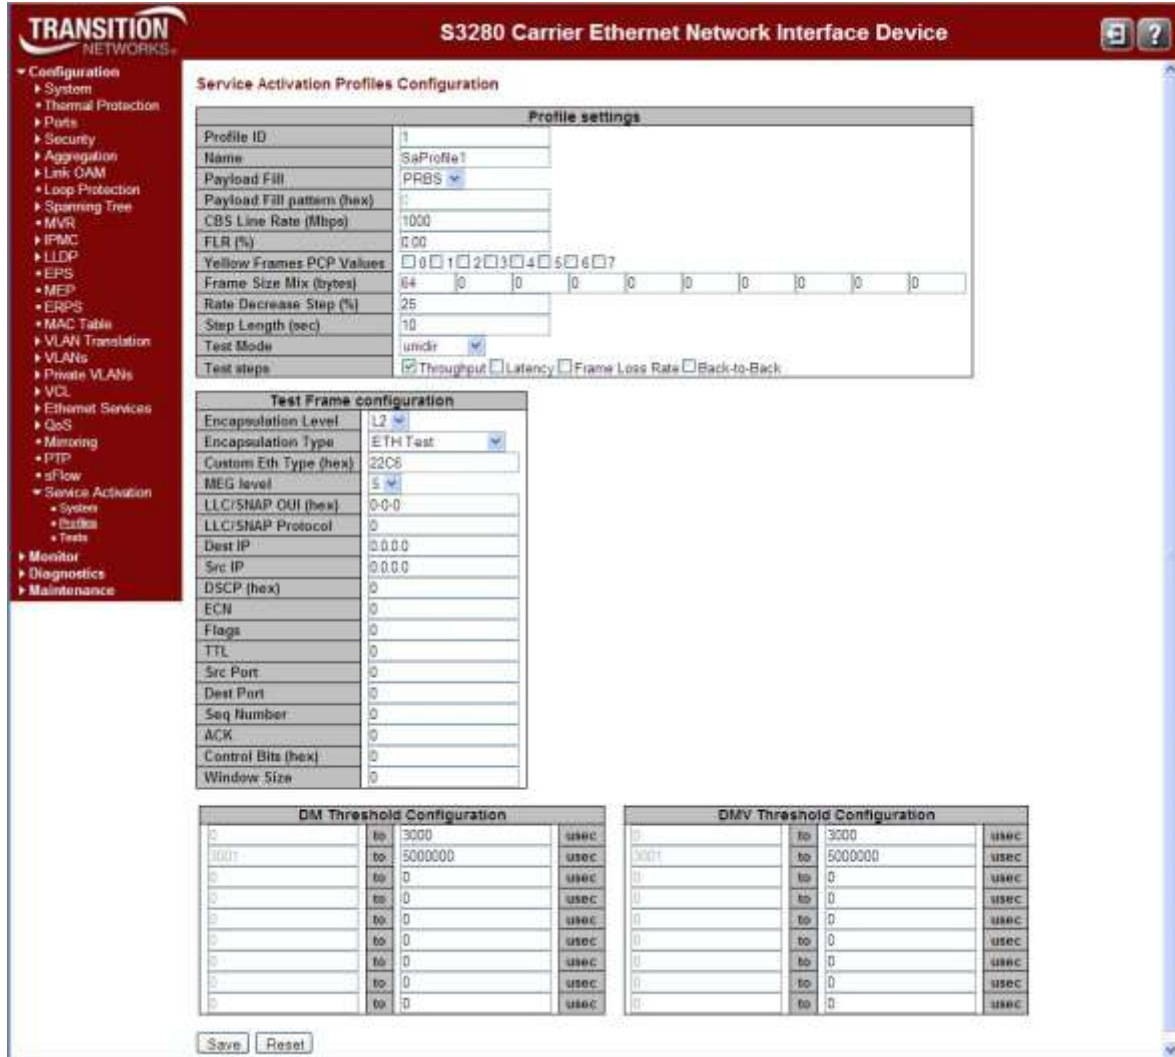 TRANSITION
NETWORKS
S3280 Carrier Ethernet Network Interface Device
?
Configuration
System
Thermal Protection
Ports
Security
Aggregation
Link OAM
Loop Protection
Spanning Tree
MVR
IPMC
LLDP
EPS
MEP
ERPS
MAC Table
VLAN Translation
VLANs
Private VLANs
VCL
Ethernet Services
QoS
Mirroring
PTP
sFlow
Service Activation
System
Profiles
Tests
Monitor
Diagnostics
Maintenance
Service Activation Profiles Configuration
Profile settings
Profile ID 1
Name SaProfile1
Payload Fill PRBS
Payload Fill pattern (hex) 0
CBS Line Rate (Mbps) 1000
FLR (%) 0.00
Yellow Frames PCP Values 0 1 2 3 4 5 6 7
Frame Size Mix (bytes) 64 0 0 0 0 0 0 0 0 0
Rate Decrease Step (%) 25
Step Length (sec) 10
Test Mode unidir
Test steps Throughput Latency Frame Loss Rate Back-to-Back
Test Frame configuration
Encapsulation Level L2
Encapsulation Type ETH Test
Custom Eth Type (hex) 22C6
MEG level 5
LLC/SNAP OUI (hex) 0-0-0
LLC/SNAP Protocol 0
Dest IP 0.0.0.0
Src IP 0.0.0.0
DSCP (hex) 0
ECN 0
Flags 0
TTL 0
Src Port 0
Dest Port 0
Seq Number 0
ACK 0
Control Bits (hex) 0
Window Size 0
DM Threshold Configuration
0 to 3000 usec
3001 to 5000000 usec
0 to 0 usec
0 to 0 usec
0 to 0 usec
0 to 0 usec
0 to 0 usec
0 to 0 usec
0 to 0 usec
DMV Threshold Configuration
0 to 3000 usec
3001 to 5000000 usec
0 to 0 usec
0 to 0 usec
0 to 0 usec
0 to 0 usec
0 to 0 usec
0 to 0 usec
0 to 0 usec
Save Reset